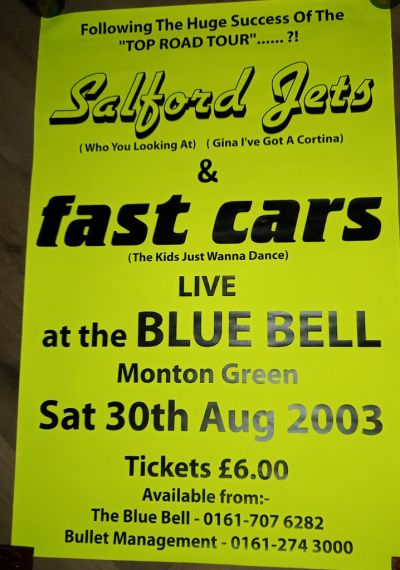 Following The Huge Success Of The
"TOP ROAD TOUR"...... ?!
Salford Jets
( Who You Looking At) ( Gina I've Got A Cortina)
&
fast cars
(The Kids Just Wanna Dance)
LIVE
at the BLUE BELL
Monton Green
Sat 30th Aug 2003
Tickets £6.00
Available from:-
The Blue Bell - 0161-707 6282
Bullet Management - 0161-274 3000